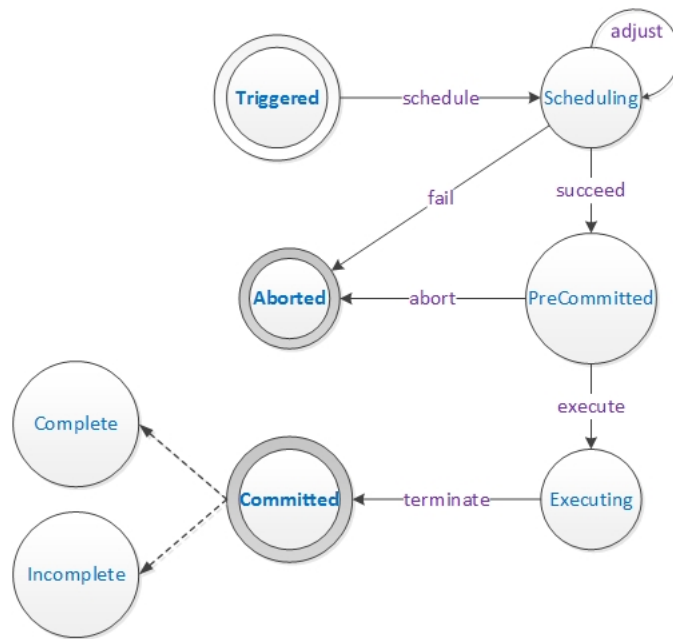 adjust
Triggered
schedule
Scheduling
succeed
fail
Aborted
abort
PreCommitted
execute
Complete
Committed
terminate
Executing
Incomplete